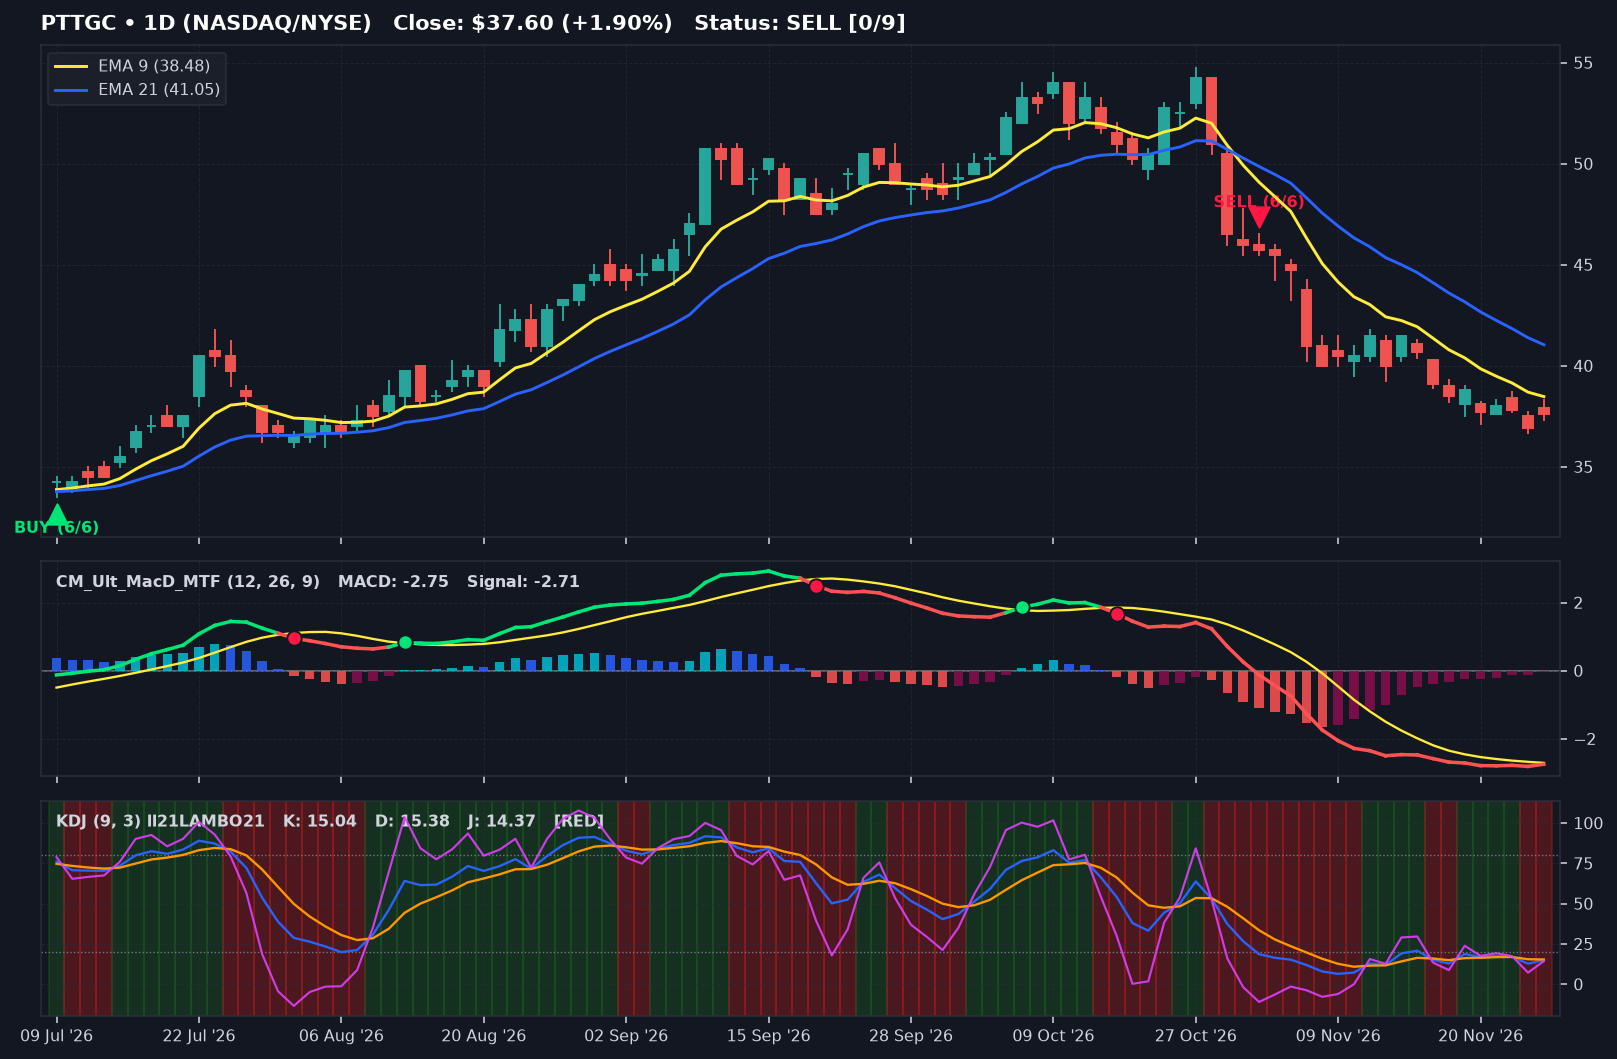 PTTGC • 1D (NASDAQ/NYSE)   Close: $37.60 (+1.90%)   Status: SELL [0/9]
EMA 9 (38.48)
EMA 21 (41.05)
55
50
45
40
35
SELL (6/6)
BUY (6/6)
CM_Ult_MacD_MTF (12, 26, 9)   MACD: -2.75   Signal: -2.71
2
0
−2
KDJ (9, 3) II21LAMBO21   K: 15.04   D: 15.38   J: 14.37   [RED]
100
75
50
25
0
09 Jul '26
22 Jul '26
06 Aug '26
20 Aug '26
02 Sep '26
15 Sep '26
28 Sep '26
09 Oct '26
27 Oct '26
09 Nov '26
20 Nov '26